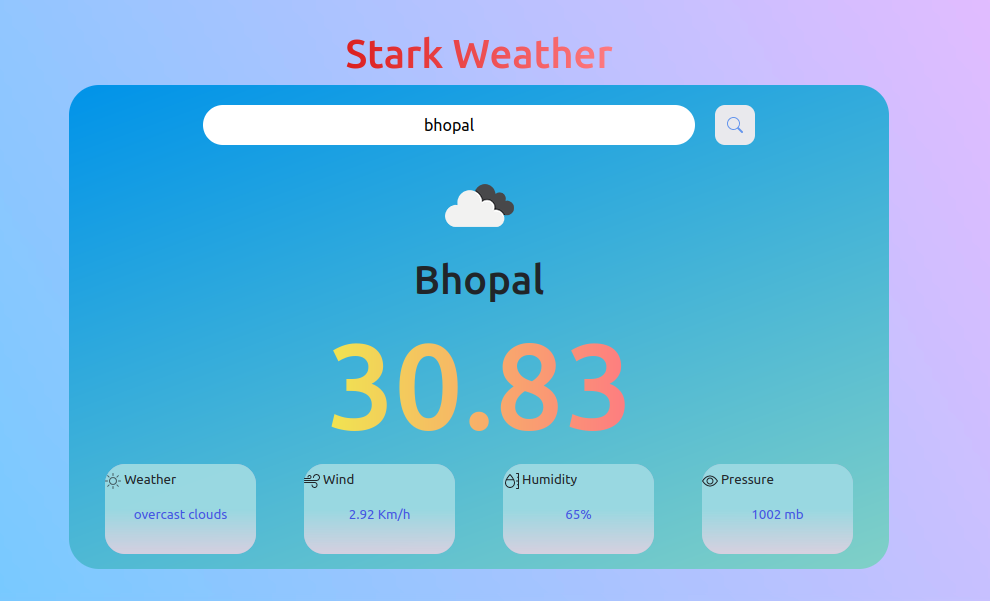 Stark Weather
bhopal
Bhopal
30.83
Weather
overcast clouds
Wind
2.92 Km/h
Humidity
65%
Pressure
1002 mb